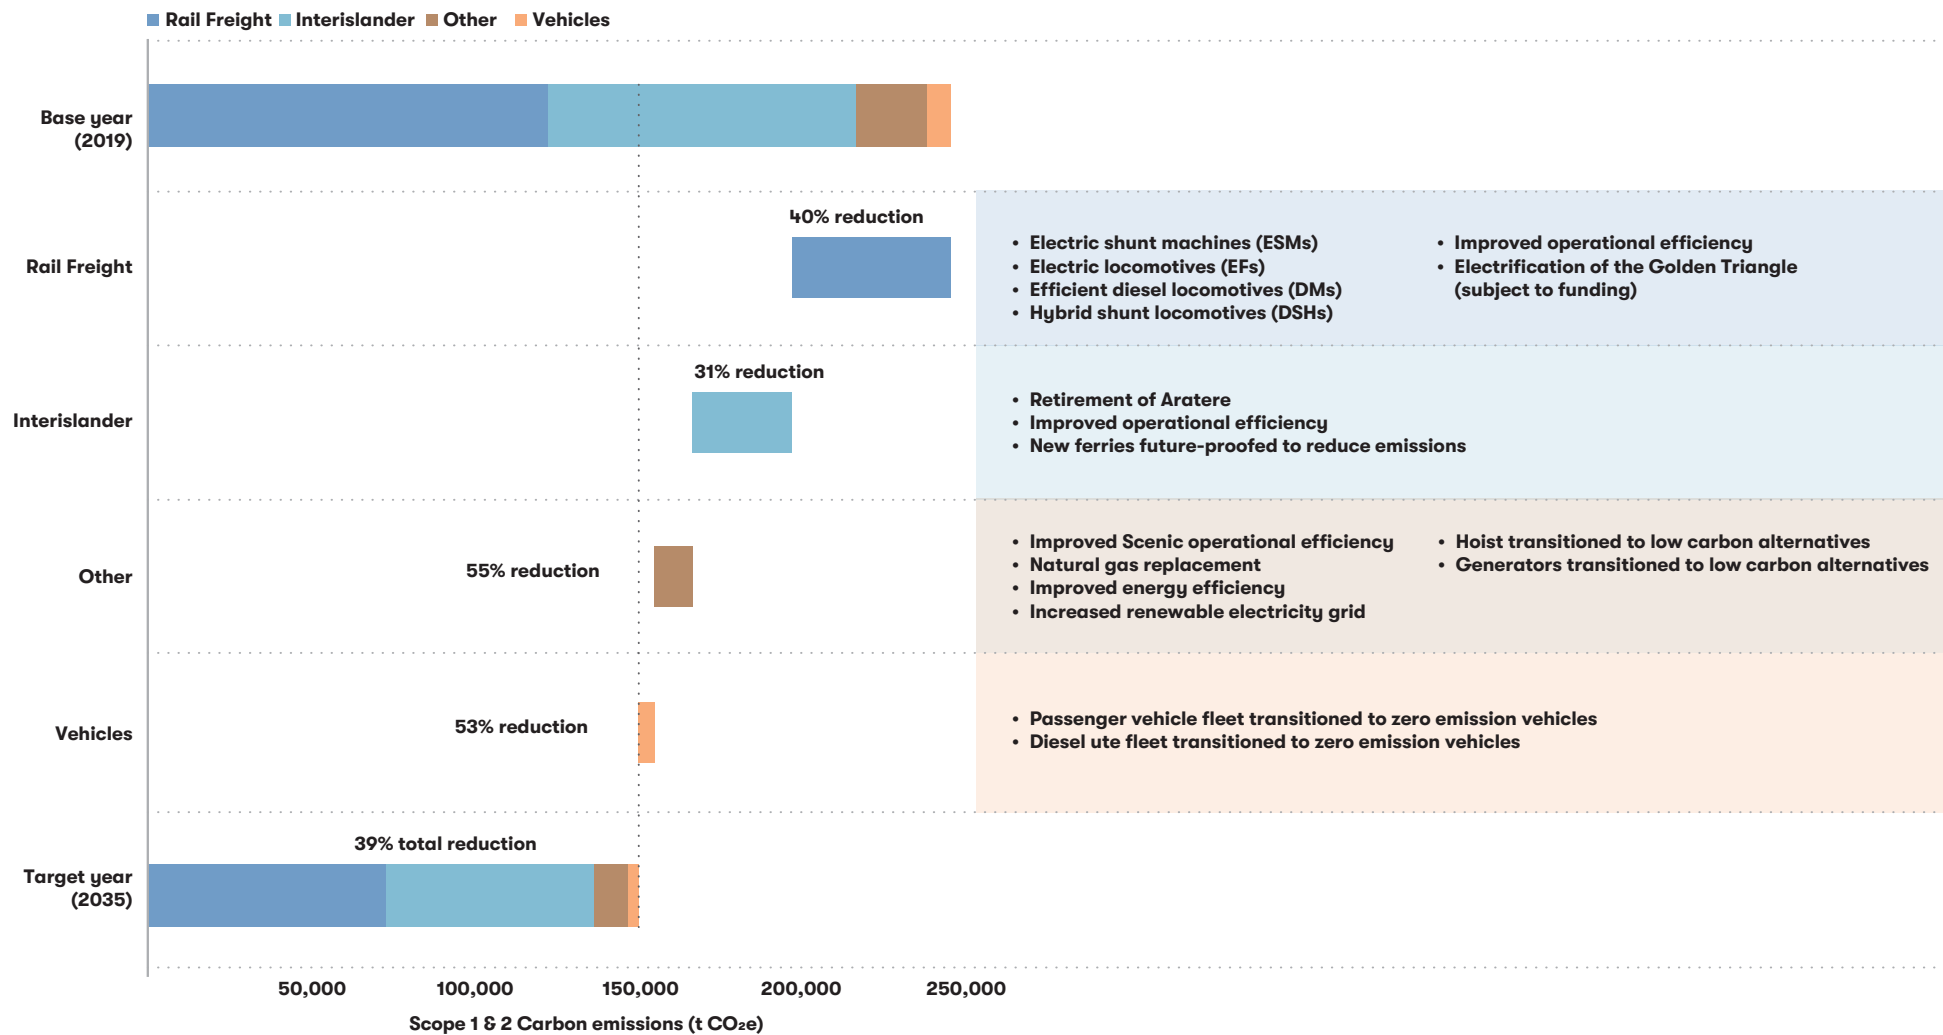 Rail Freight Interislander Other Vehicles
Base year
(2019)
Rail Freight
40% reduction
• Electric shunt machines (ESMs)
• Electric locomotives (EFs)
• Efficient diesel locomotives (DMs)
• Hybrid shunt locomotives (DSHs)
• Improved operational efficiency
• Electrification of the Golden Triangle
(subject to funding)
Interislander
31% reduction
• Retirement of Aratere
• Improved operational efficiency
• New ferries future-proofed to reduce emissions
Other
55% reduction
• Improved Scenic operational efficiency
• Natural gas replacement
• Improved energy efficiency
• Increased renewable electricity grid
• Hoist transitioned to low carbon alternatives
• Generators transitioned to low carbon alternatives
Vehicles
53% reduction
• Passenger vehicle fleet transitioned to zero emission vehicles
• Diesel ute fleet transitioned to zero emission vehicles
Target year
(2035)
39% total reduction
50,000 100,000 150,000 200,000 250,000
Scope 1 & 2 Carbon emissions (t CO₂e)